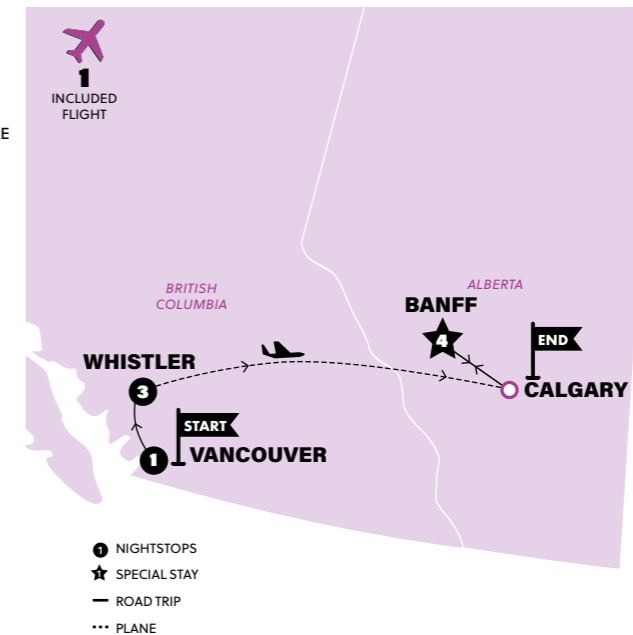 1
INCLUDED
FLIGHT
E
BRITISH
COLUMBIA
ALBERTA
BANFF
4
END
WHISTLER
3
CALGARY
START
1
VANCOUVER
1 NIGHTSTOPS
1 SPECIAL STAY
ROAD TRIP
PLANE